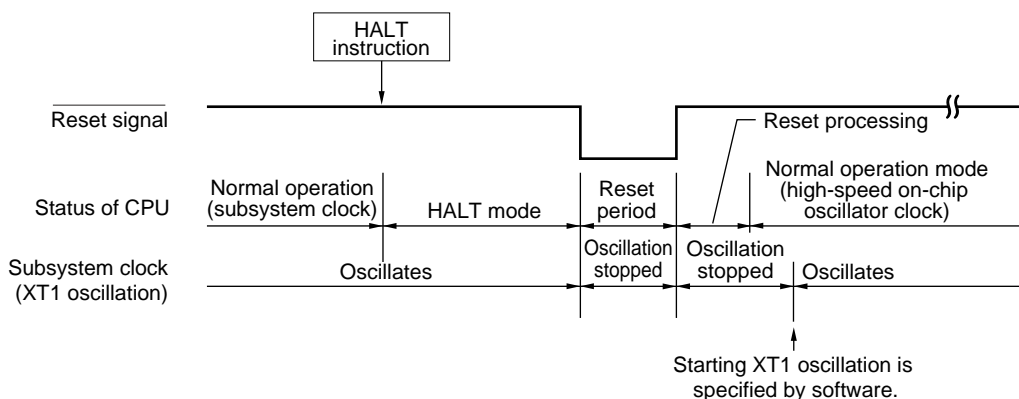 HALT
instruction
Reset signal
Reset processing
Status of CPU
Normal operation
(subsystem clock)
HALT mode
Reset
period
Normal operation mode
(high-speed on-chip
oscillator clock)
Subsystem clock
(XT1 oscillation)
Oscillates
Oscillation
stopped
Oscillation
stopped
Oscillates
Starting XT1 oscillation is
specified by software.